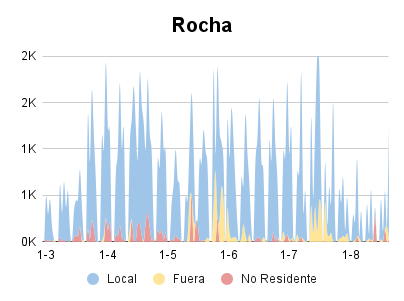 Rocha
2K
2K
1K
1K
0K
1-3 1-4 1-5 1-6 1-7 1-8
Local Fuera No Residente